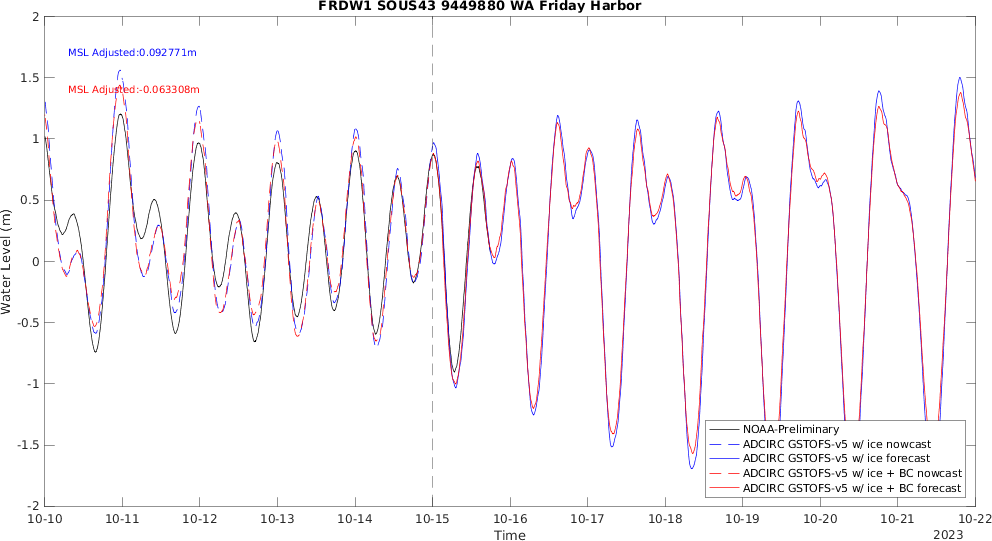 FRDW1 SOUS43 9449880 WA Friday Harbor
MSL Adjusted:0.092771m
MSL Adjusted:-0.063308m
Water Level (m)
2
1.5
1
0.5
0
-0.5
-1
-1.5
-2
NOAA-Preliminary
ADCIRC GSTOFS-v5 w/ ice nowcast
ADCIRC GSTOFS-v5 w/ ice forecast
ADCIRC GSTOFS-v5 w/ ice + BC nowcast
ADCIRC GSTOFS-v5 w/ ice + BC forecast
10-10 10-11 10-12 10-13 10-14 10-15 10-16 10-17 10-18 10-19 10-20 10-21 10-22
Time
2023